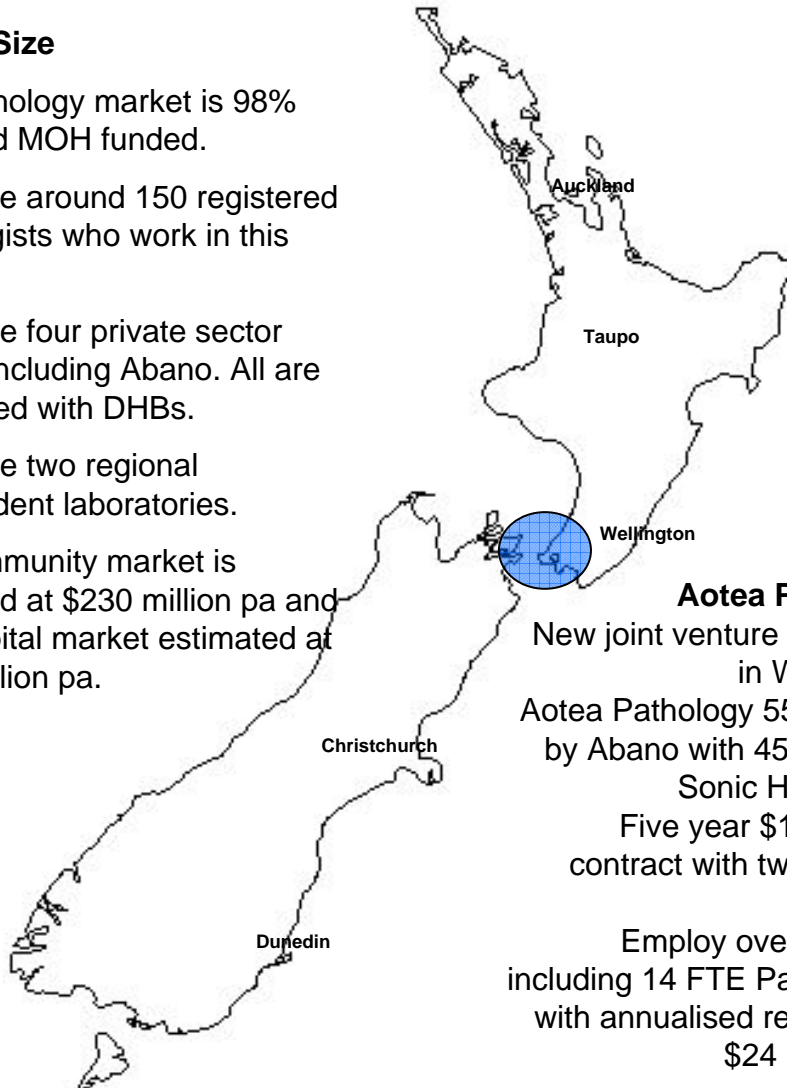 Size
nology market is 98%
d MOH funded.
e around 150 registered
gists who work in this
e four private sector
ncluding Abano. All are
ed with DHBs.
e two regional
dent laboratories.
mmunity market is
d at $230 million pa and
pital market estimated at
lion pa.
Auckland
Taupo
Wellington
Christchurch
Dunedin
Aotea P
New joint venture
in W
Aotea Pathology 55
by Abano with 45
Sonic H
Five year $1
contract with tw
Employ ove
including 14 FTE Pa
with annualised re
$24